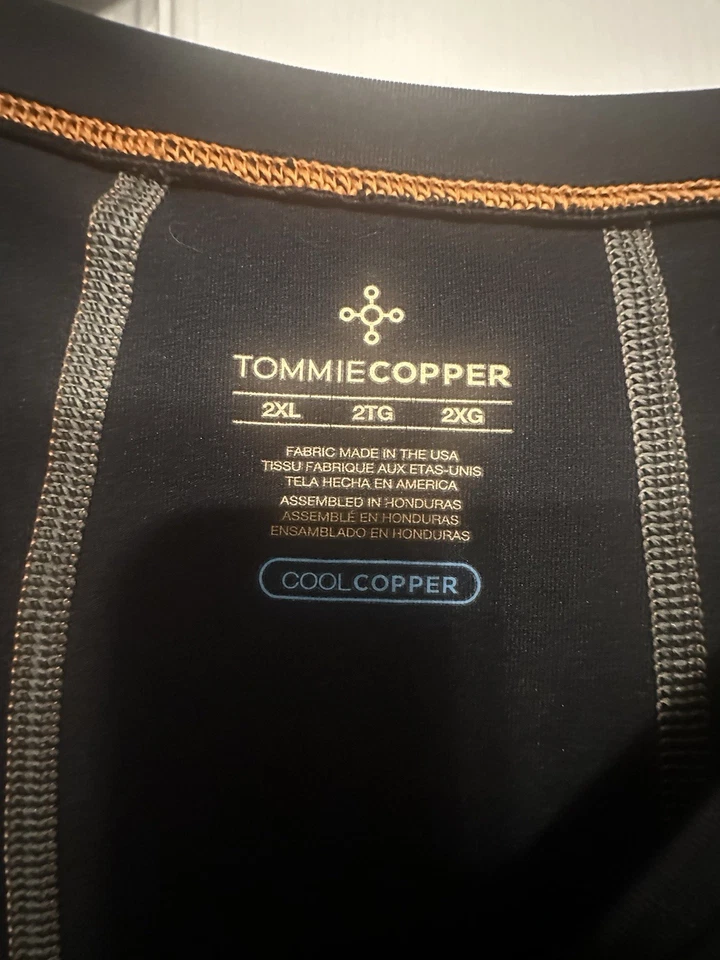 TOMMIECOPPER
2XL 2TG 2XG
FABRIC MADE IN THE USA
TISSU FABRIQUE AUX ETAS-UNIS
TELA HECHA EN AMERICA
ASSEMBLED IN HONDURAS
ASSEMBLÉ EN HONDURAS
ENSAMBLADO EN HONDURAS
COOLCOPPER